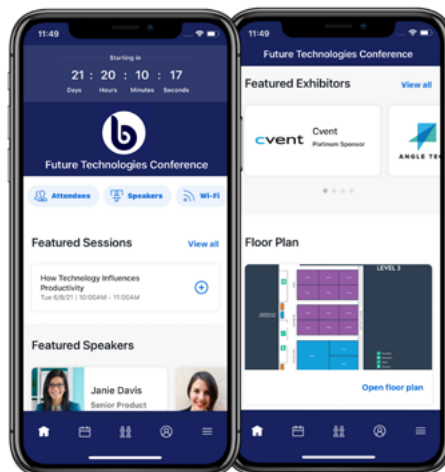 11:49
Starting in
21 : 20 : 10 : 17
Days Hours Minutes Seconds
b
Future Technologies Conference
Attendees
Speakers
Wi-Fi
Featured Sessions
View all
How Technology Influences
Productivity
Tue 6/8/21 | 10:00AM - 11:00AM
Featured Speakers
Janie Davis
Senior Product
11:49
Future Technologies Conference
Featured Exhibitors
View all
cvent
Cvent
Platinum Sponsor
ANGLE TEC
Floor Plan
LEVEL 3
Open floor plan